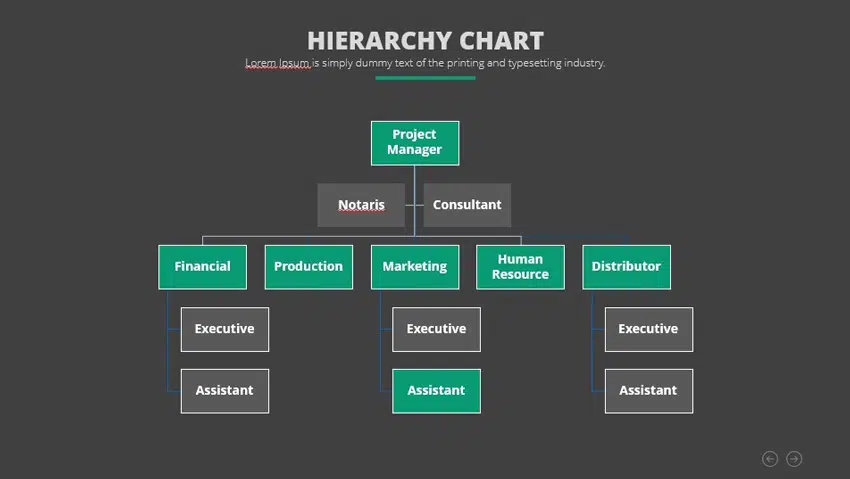 HIERARCHY CHART
Lorem Ipsum is simply dummy text of the printing and typesetting industry.
Project
Manager
Notaris
Consultant
Financial
Production
Marketing
Human
Resource
Distributor
Executive
Executive
Executive
Assistant
Assistant
Assistant